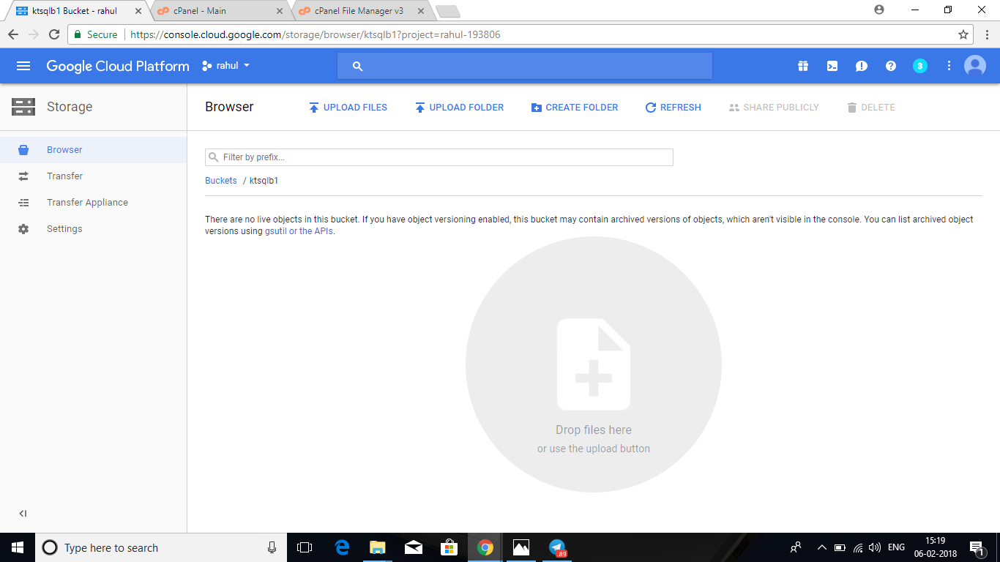 ktsqlb1 Bucket - rahul
cPanel - Main
cPanel File Manager v3
Secure
https://console.cloud.google.com/storage/browser/ktsqlb1?project=rahul-193806
Google Cloud Platform
rahul
3
Storage
Browser
UPLOAD FILES
UPLOAD FOLDER
CREATE FOLDER
REFRESH
SHARE PUBLICLY
DELETE
Browser
Transfer
Transfer Appliance
Settings
Filter by prefix...
Buckets / ktsqlb1
There are no live objects in this bucket. If you have object versioning enabled, this bucket may contain archived versions of objects, which aren't visible in the console. You can list archived object
versions using gsutil or the APIs.
Drop files here
or use the upload button
Type here to search
.89
ENG
15:19
06-02-2018
1